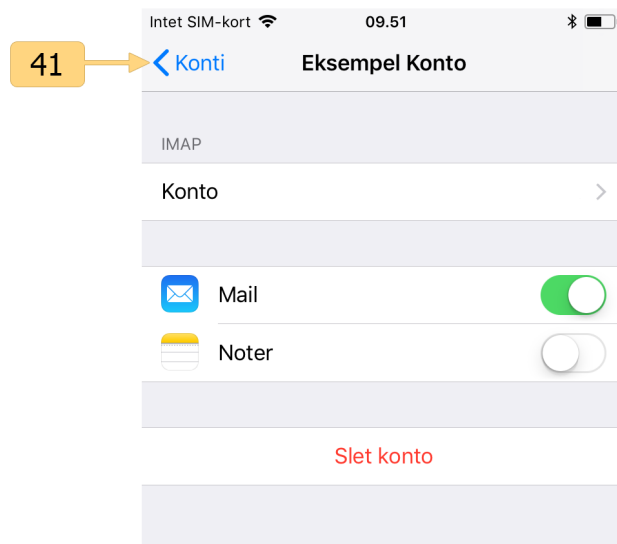 Intet SIM-kort 09.51
41
Konti Eksempel Konto
IMAP
Konto
Mail
Noter
Slet konto